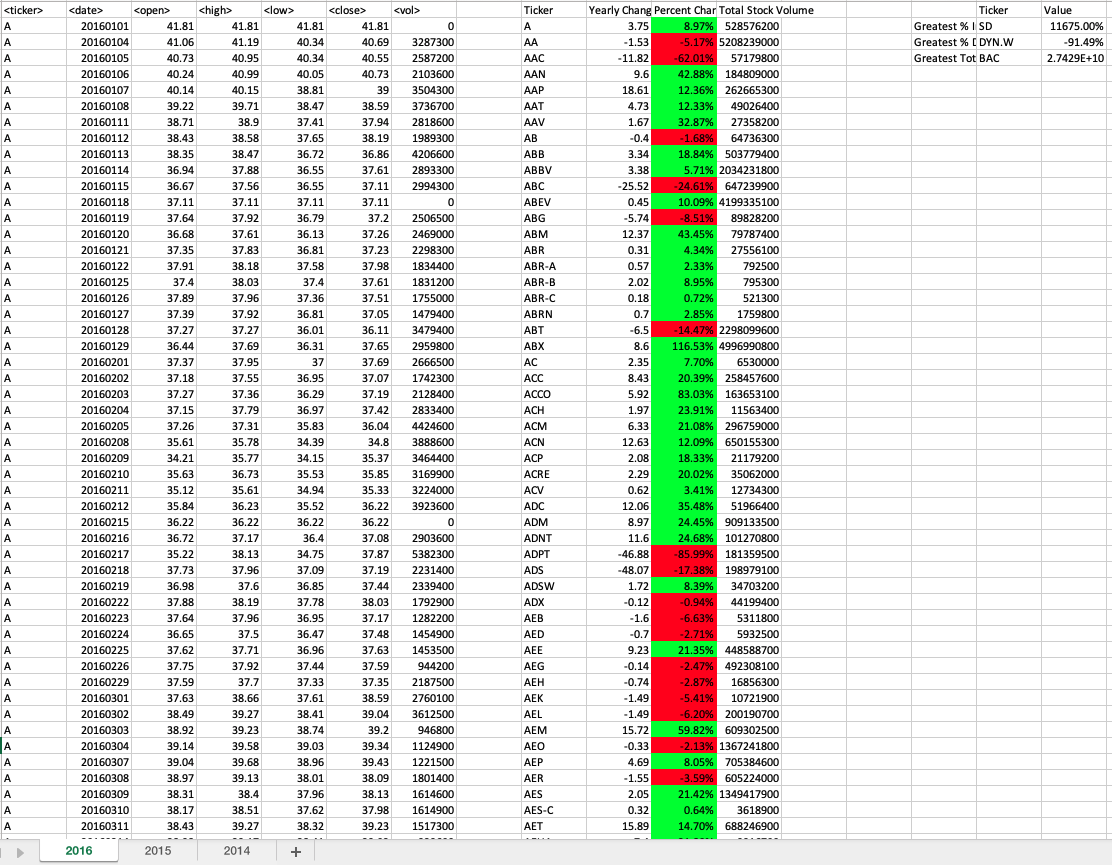 <ticker> <date> <open> <high> <low> <close> <vol> Ticker Yearly Chang Percent Char Total Stock Volume Ticker Value
A 20160101 41.81 41.81 41.81 41.81 0 A 3.75 8.97% 528576200 Greatest % I SD 11675.00%
A 20160104 41.06 41.19 40.34 40.69 3287300 AA -1.53 -5.17% 5208239000 Greatest % D DYN.W -91.49%
A 20160105 40.73 40.95 40.34 40.55 2587200 AAC -11.82 -62.01% 57179800 Greatest Tot BAC 2.7429E+10
A 20160106 40.24 40.99 40.05 40.73 2103600 AAN 9.6 42.88% 184809000
A 20160107 40.14 40.15 38.81 39 3504300 AAP 18.61 12.36% 262665300
A 20160108 39.22 39.71 38.47 38.59 3736700 AAT 4.73 12.33% 49026400
A 20160111 38.71 38.9 37.41 37.94 2818600 AAV 1.67 32.87% 27358200
A 20160112 38.43 38.58 37.65 38.19 1989300 AB -0.4 -1.68% 64736300
A 20160113 38.35 38.47 36.72 36.86 4206600 ABB 3.34 18.84% 503779400
A 20160114 36.94 37.88 36.55 37.61 2893300 ABBV 3.38 5.71% 2034231800
A 20160115 36.67 37.56 36.55 37.11 2994300 ABC -25.52 -24.61% 647239900
A 20160118 37.11 37.11 37.11 37.11 0 ABEV 0.45 10.09% 4199335100
A 20160119 37.64 37.92 36.79 37.2 2506500 ABG -5.74 -8.51% 89828200
A 20160120 36.68 37.61 36.13 37.26 2469000 ABM 12.37 43.45% 79787400
A 20160121 37.35 37.83 36.81 37.23 2298300 ABR 0.31 4.34% 27556100
A 20160122 37.91 38.18 37.58 37.98 1834400 ABR-A 0.57 2.33% 792500
A 20160125 37.4 38.03 37.4 37.61 1831200 ABR-B 2.02 8.95% 795300
A 20160126 37.89 37.96 37.36 37.51 1755000 ABR-C 0.18 0.72% 521300
A 20160127 37.39 37.92 36.81 37.05 1479400 ABRN 0.7 2.85% 1759800
A 20160128 37.27 37.27 36.01 36.11 3479400 ABT -6.5 -14.47% 2298099600
A 20160129 36.44 37.69 36.31 37.65 2959800 ABX 8.6 116.53% 4996990800
A 20160201 37.37 37.95 37 37.69 2666500 AC 2.35 7.70% 6530000
A 20160202 37.18 37.55 36.95 37.07 1742300 ACC 8.43 20.39% 258457600
A 20160203 37.27 37.36 36.29 37.19 2128400 ACCO 5.92 83.03% 163653100
A 20160204 37.15 37.79 36.97 37.42 2833400 ACH 1.97 23.91% 11563400
A 20160205 37.26 37.31 35.83 36.04 4424600 ACM 6.33 21.08% 296759000
A 20160208 35.61 35.78 34.39 34.8 3888600 ACN 12.63 12.09% 650155300
A 20160209 34.21 35.77 34.15 35.37 3464400 ACP 2.08 18.33% 21179200
A 20160210 35.63 36.73 35.53 35.85 3169900 ACRE 2.29 20.02% 35062000
A 20160211 35.12 35.61 34.94 35.33 3224000 ACV 0.62 3.41% 12734300
A 20160212 35.84 36.23 35.52 36.22 3923600 ADC 12.06 35.48% 51966400
A 20160215 36.22 36.22 36.22 36.22 0 ADM 8.97 24.45% 909133500
A 20160216 36.72 37.17 36.4 37.08 2903600 ADNT 11.6 24.68% 101270800
A 20160217 35.22 38.13 34.75 37.87 5382300 ADPT -46.88 -85.99% 181359500
A 20160218 37.73 37.96 37.09 37.19 2231400 ADS -48.07 -17.38% 198979100
A 20160219 36.98 37.6 36.85 37.44 2339400 ADSW 1.72 8.39% 34703200
A 20160222 37.88 38.19 37.78 38.03 1792900 ADX -0.12 -0.94% 44199400
A 20160223 37.64 37.96 36.95 37.17 1282200 AEB -1.6 -6.63% 5311800
A 20160224 36.65 37.5 36.47 37.48 1454900 AED -0.7 -2.71% 5932500
A 20160225 37.62 37.71 36.96 37.63 1453500 AEE 9.23 21.35% 448588700
A 20160226 37.75 37.92 37.44 37.59 944200 AEG -0.14 -2.47% 492308100
A 20160229 37.59 37.7 37.33 37.35 2187500 AEH -0.74 -2.87% 16856300
A 20160301 37.63 38.66 37.61 38.59 2760100 AEK -1.49 -5.41% 10721900
A 20160302 38.49 39.27 38.41 39.04 3612500 AEL -1.49 -6.20% 200190700
A 20160303 38.92 39.23 38.74 39.2 946800 AEM 15.72 59.82% 609302500
A 20160304 39.14 39.58 39.03 39.34 1124900 AEO -0.33 -2.13% 1367241800
A 20160307 39.04 39.68 38.96 39.43 1221500 AEP 4.69 8.05% 705384600
A 20160308 38.97 39.13 38.01 38.09 1801400 AER -1.55 -3.59% 605224000
A 20160309 38.31 38.4 37.96 38.13 1614600 AES 2.05 21.42% 1349417900
A 20160310 38.17 38.51 37.62 37.98 1614900 AES-C 0.32 0.64% 3618900
A 20160311 38.43 39.27 38.32 39.23 1517300 AET 15.89 14.70% 688246900
2016 2015 2014 +